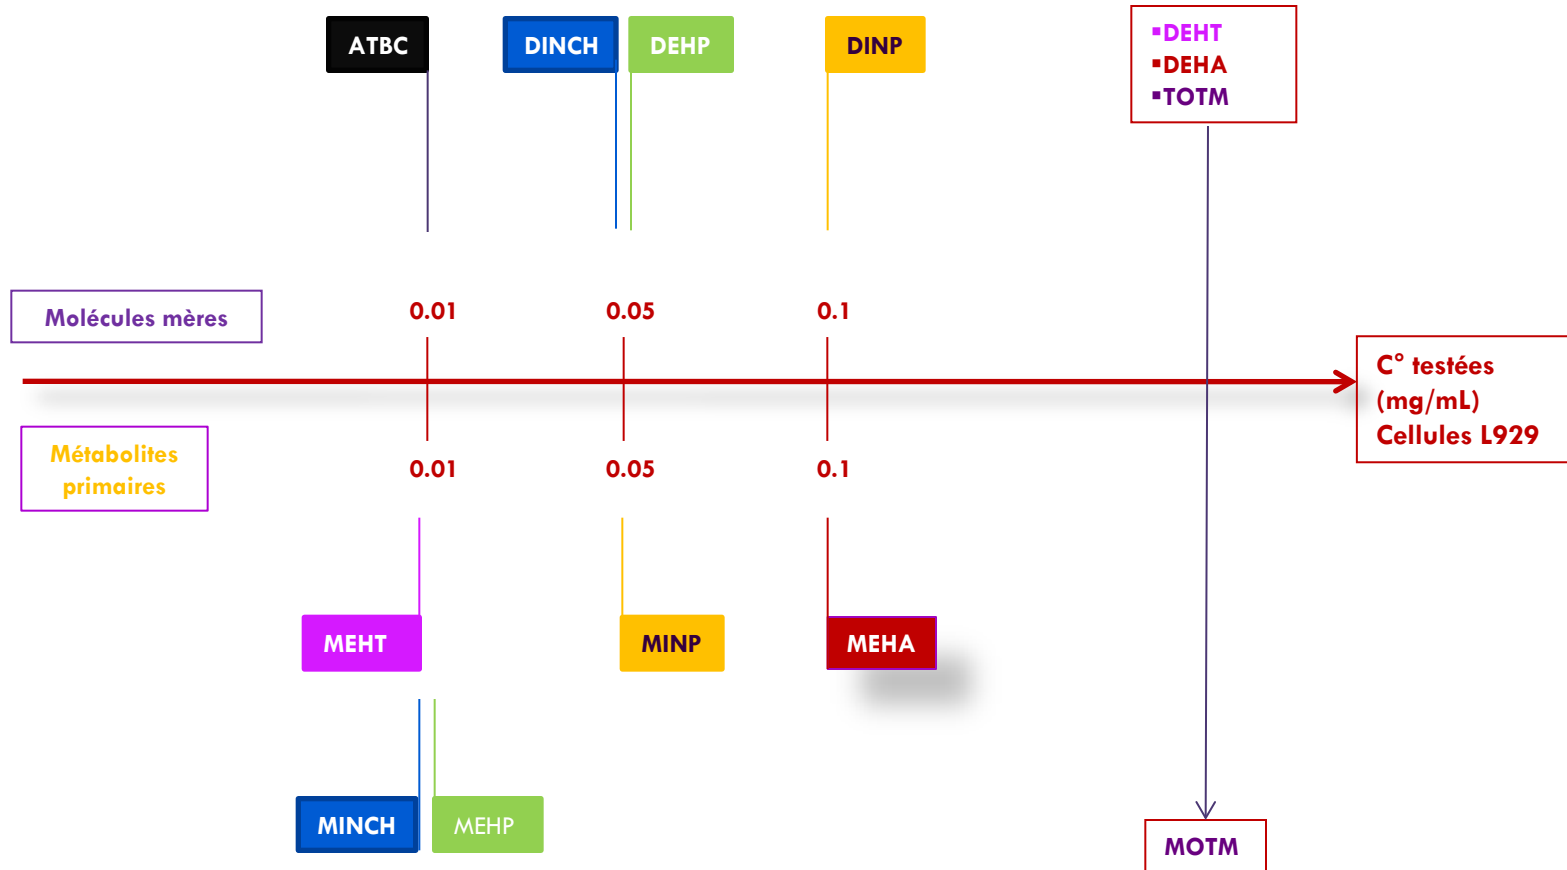 ATBC
DINCH
DEHP
DINP
▪DEHT
▪DEHA
▪TOTM
Molécules mères
0.01
0.05
0.1
C° testées
(mg/mL)
Cellules L929
Métabolites
primaires
0.01
0.05
0.1
MEHT
MINP
MEHA
MINCH
MEHP
MOTM